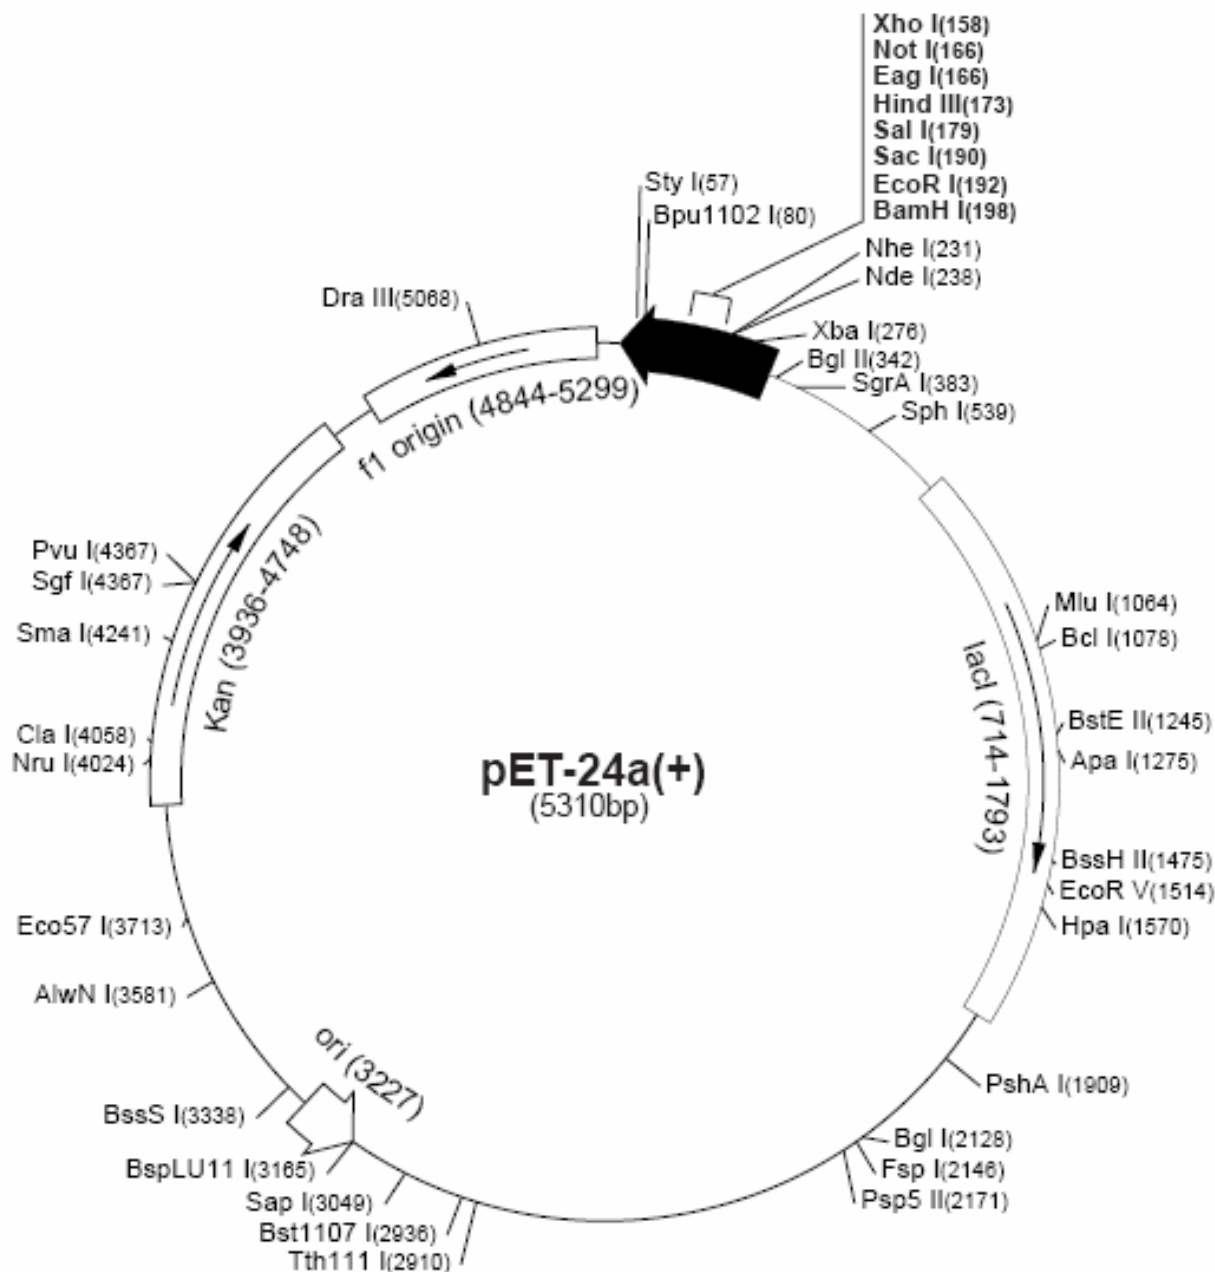 Xho I(158)
Not I(166)
Eag I(166)
Hind III(173)
Sal I(179)
Sac I(190)
EcoR I(192)
BamH I(198)
Sty I(57)
Bpu1102 I(80)
Nhe I(231)
Nde I(238)
Dra III(5068)
Xba I(276)
Bgl II(342)
SgrA I(383)
Sph I(539)
f1 origin (4844-5299)
Kan (3936-4748)
Pvu I(4367)
Sgf I(4367)
Sma I(4241)
Cla I(4058)
Nru I(4024)
Mlu I(1064)
Bcl I(1078)
lacI (714-1793)
BstE II(1245)
Apa I(1275)
pET-24a(+)
(5310bp)
BssH II(1475)
EcoR V(1514)
Hpa I(1570)
Eco57 I(3713)
AlwN I(3581)
ori (3227)
BssS I(3338)
BspLU11 I(3165)
Sap I(3049)
Bst1107 I(2936)
Tth111 I(2910)
PshA I(1909)
Bgl I(2128)
Fsp I(2146)
Psp5 II(2171)